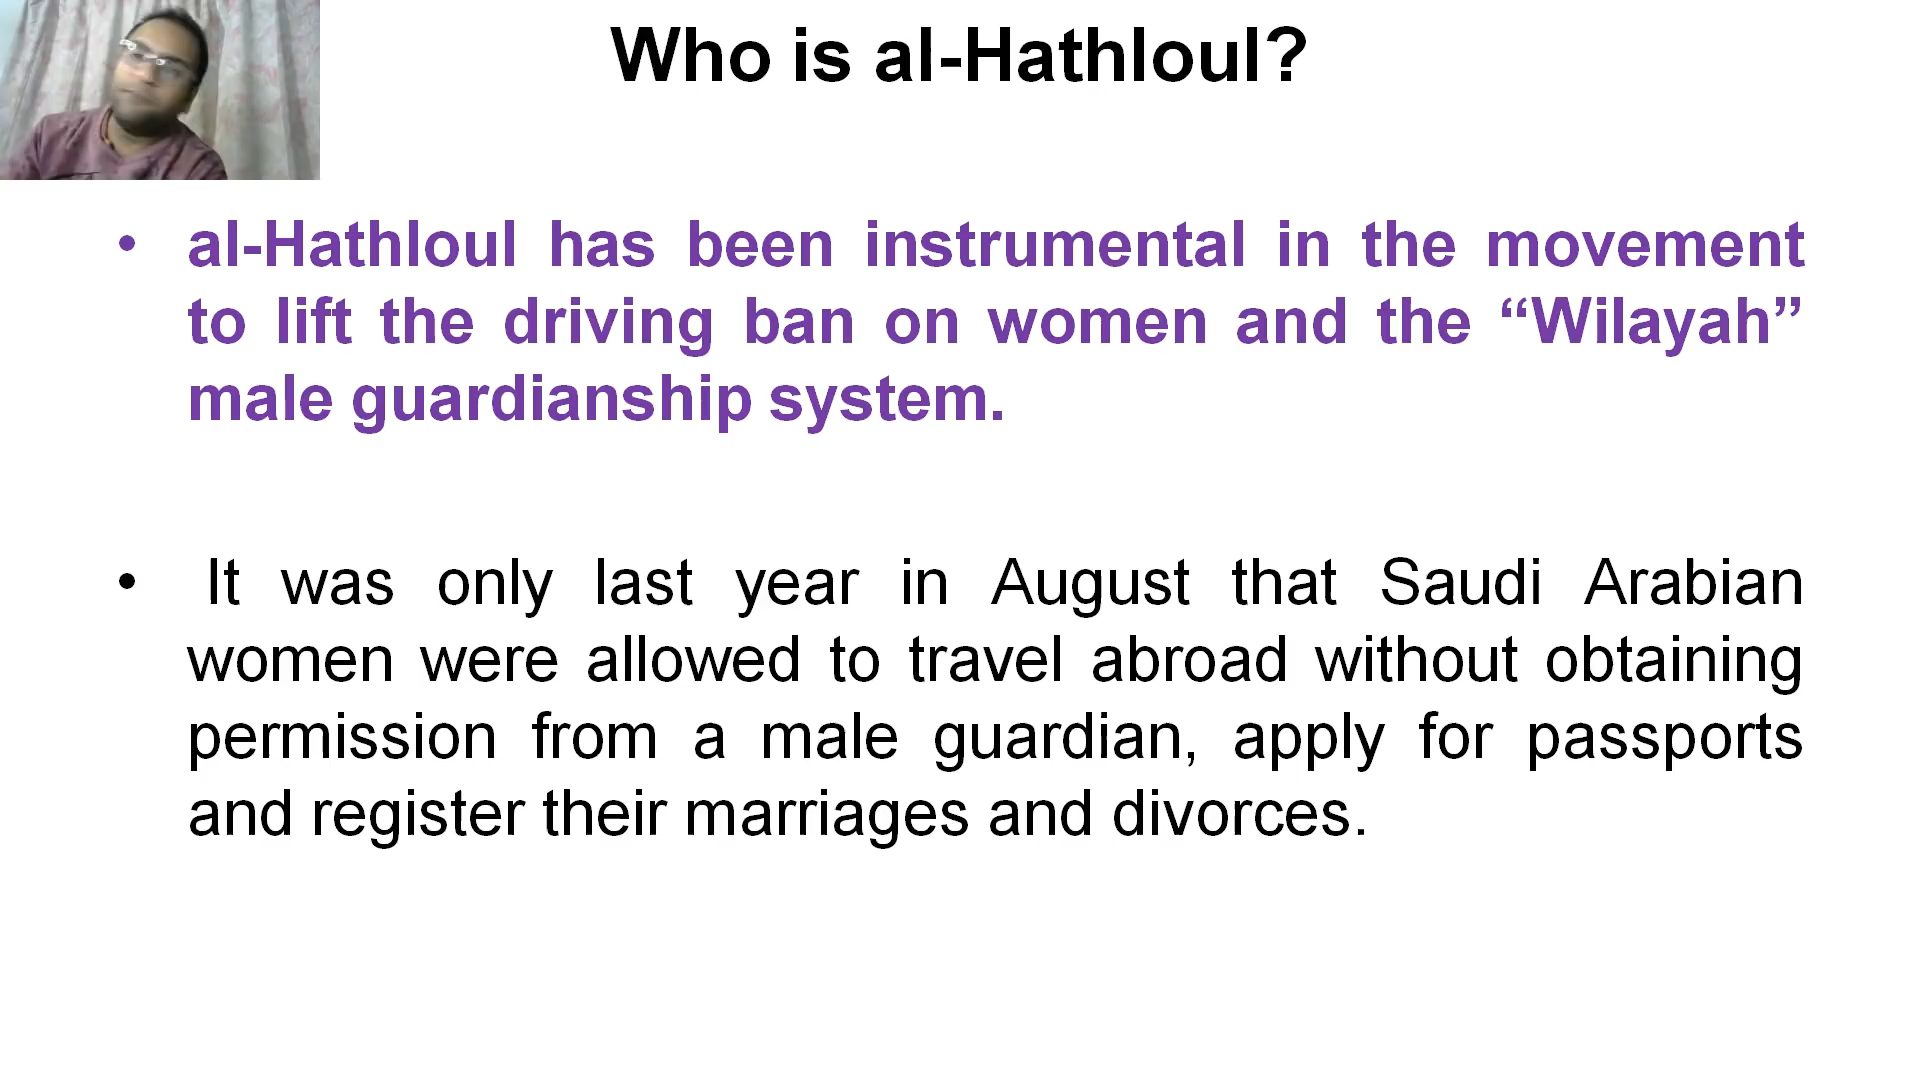 Who is al-Hathloul?
• al-Hathloul has been instrumental in the movement
to lift the driving ban on women and the “Wilayah”
male guardianship system.
• It was only last year in August that Saudi Arabian
women were allowed to travel abroad without obtaining
permission from a male guardian, apply for passports
and register their marriages and divorces.